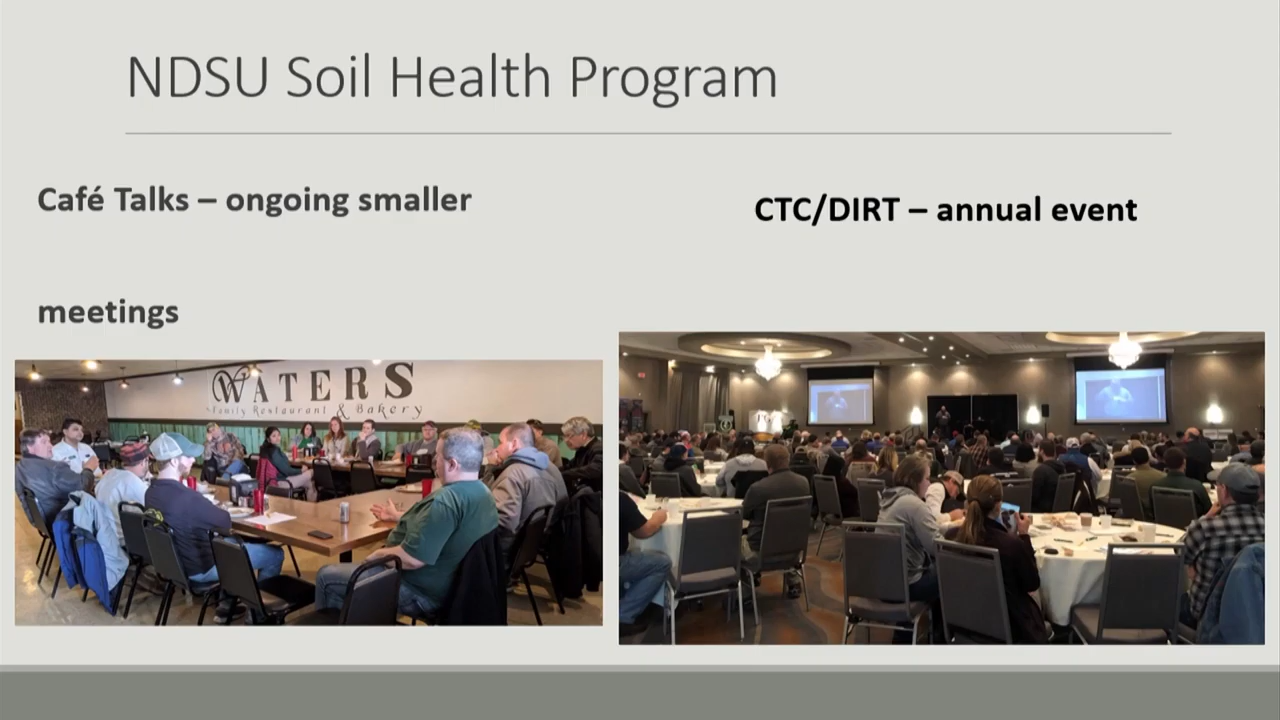 NDSU Soil Health Program
Café Talks – ongoing smaller
meetings
CTC/DIRT – annual event
WATERS
Family Restaurant & Bakery